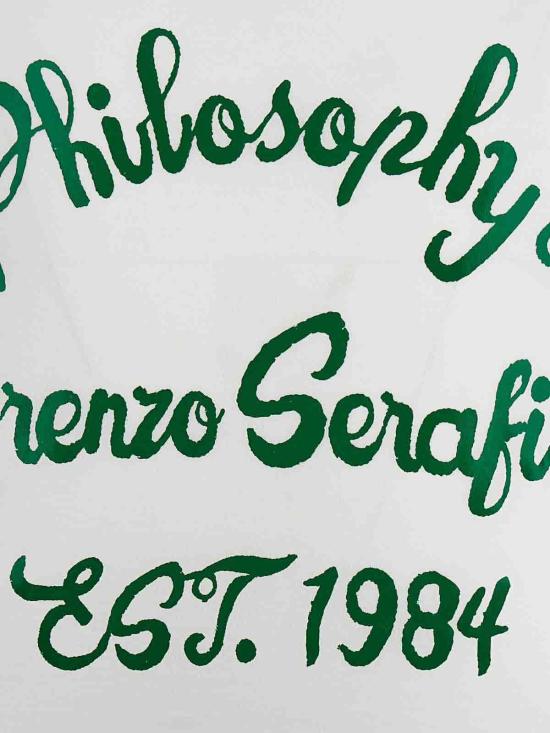 Philosophy
renzo Serafi
EST. 1984